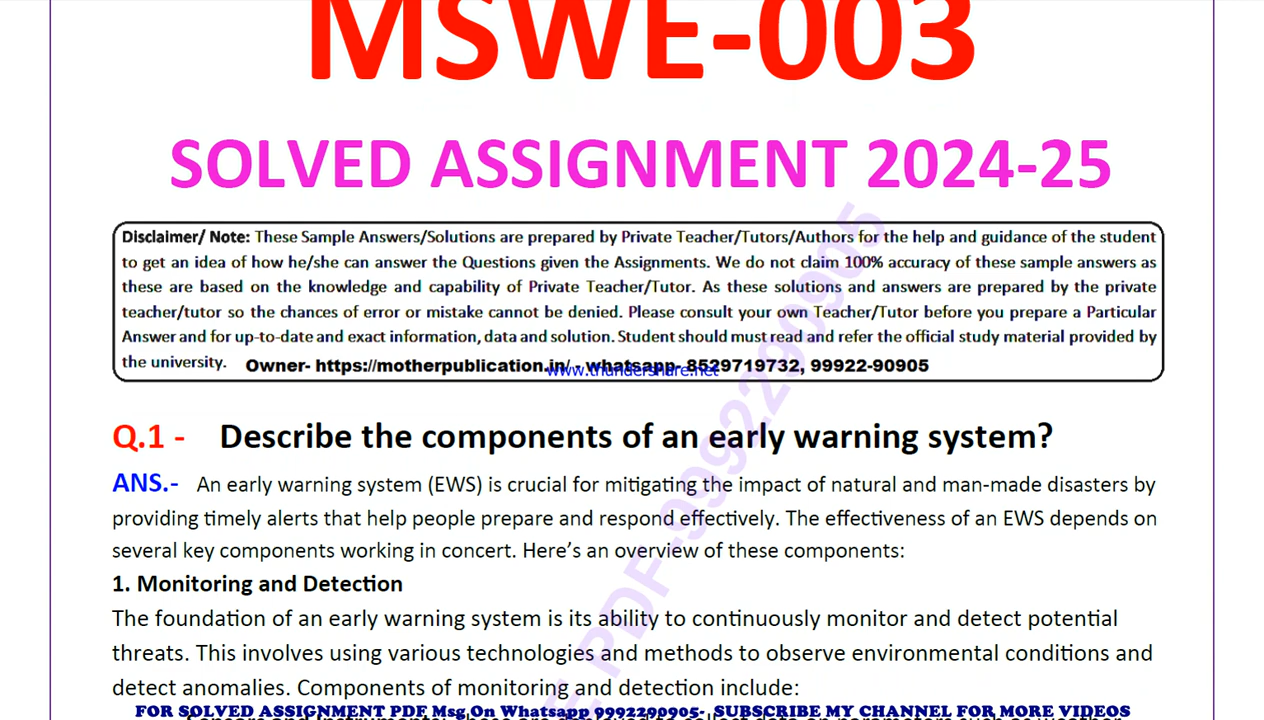 MSWE-003
SOLVED ASSIGNMENT 2024-25
Disclaimer/ Note: These Sample Answers/Solutions are prepared by Private Teacher/Tutors/Authors for the help and guidance of the student
to get an idea of how he/she can answer the Questions given the Assignments. We do not claim 100% accuracy of these sample answers as
these are based on the knowledge and capability of Private Teacher/Tutor. As these solutions and answers are prepared by the private
teacher/tutor so the chances of error or mistake cannot be denied. Please consult your own Teacher/Tutor before you prepare a Particular
Answer and for up-to-date and exact information, data and solution. Student should must read and refer the official study material provided by
the university. Owner- https://motherpublication.in/ - whatsapp- 8529719732, 99922-90905
www.thundershare.net
Q.1 - Describe the components of an early warning system?
ANS.- An early warning system (EWS) is crucial for mitigating the impact of natural and man-made disasters by
providing timely alerts that help people prepare and respond effectively. The effectiveness of an EWS depends on
several key components working in concert. Here's an overview of these components:
1. Monitoring and Detection
The foundation of an early warning system is its ability to continuously monitor and detect potential
threats. This involves using various technologies and methods to observe environmental conditions and
detect anomalies. Components of monitoring and detection include:
FOR SOLVED ASSIGNMENT PDF Msg.On Whatsapp 9992290905- SUBSCRIBE MY CHANNEL FOR MORE VIDEOS
PDF-9992290905